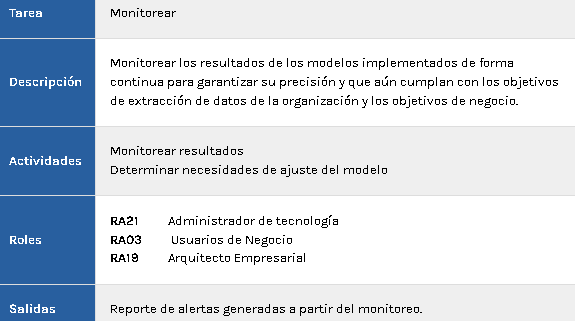 Tarea Monitorear
Monitorear los resultados de los modelos implementados de forma
Descripción continua para garantizar su precisión y que aún cumplan con los objetivos
de extracción de datos de la organización y los objetivos de negocio.
Actividades Monitorear resultados
Determinar necesidades de ajuste del modelo
RA21 Administrador de tecnología
Roles RA03 Usuarios de Negocio
RA19 Arquitecto Empresarial
Salidas Reporte de alertas generadas a partir del monitoreo.